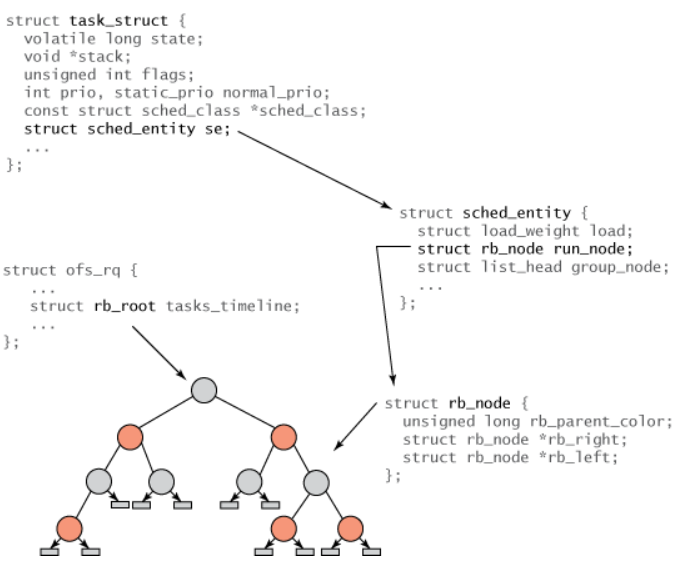 struct task_struct {
volatile long state;
void *stack;
unsigned int flags;
int prio, static_prio normal_prio;
const struct sched_class *sched_class;
struct sched_entity se;
...
};
struct sched_entity {
struct load_weight load;
struct rb_node run_node;
struct list_head group_node;
...
};
struct ofs_rq {
...
struct rb_root tasks_timeline;
...
};
struct rb_node {
unsigned long rb_parent_color;
struct rb_node *rb_right;
struct rb_node *rb_left;
};